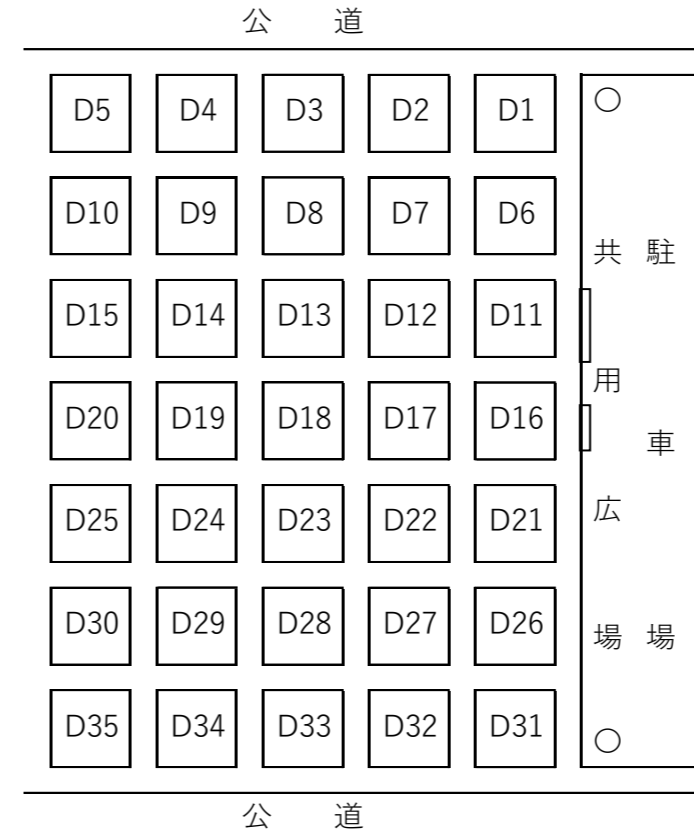 公 道
D5 D4 D3 D2 D1 ○
D10 D9 D8 D7 D6
共 駐
D15 D14 D13 D12 D11
用
D20 D19 D18 D17 D16
車
D25 D24 D23 D22 D21 広
D30 D29 D28 D27 D26 場 場
D35 D34 D33 D32 D31 ○
公 道